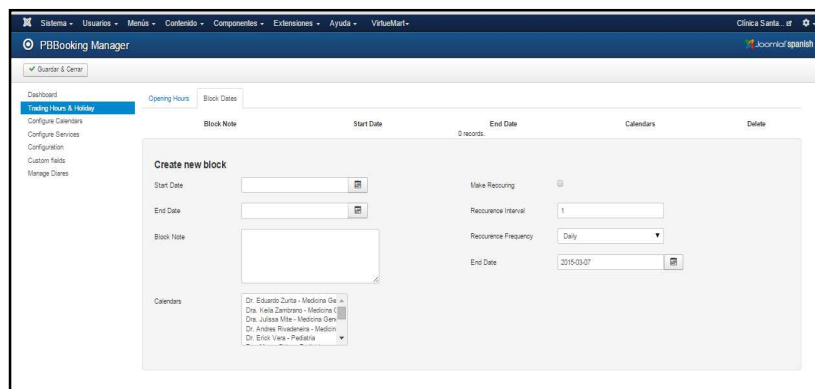 Sistema Usuarios Menús Contenido Componentes Extensiones Ayuda VirtueMart Clínica Santa...
PBBooking Manager Joomla! spanish
Guardar & Cerrar
Dashboard
Trading Hours & Holiday
Configure Calendars
Configure Services
Configuration
Custom fields
Manage Diares
Opening Hours Block Dates
Block Note Start Date End Date Calendars Delete
0 records.
Create new block
Start Date
End Date
Block Note
Calendars
Dr. Eduardo Zurita - Medicina Ge
Dra. Keila Zambrano - Medicina G
Dra. Julissa Mite - Medicina Gen
Dr. Andres Rivadeneira - Medicin
Dr. Erick Vera - Pediatria
Make Recouring
Reccurence Interval 1
Reccurence Frequency Daily
End Date 2015-03-07